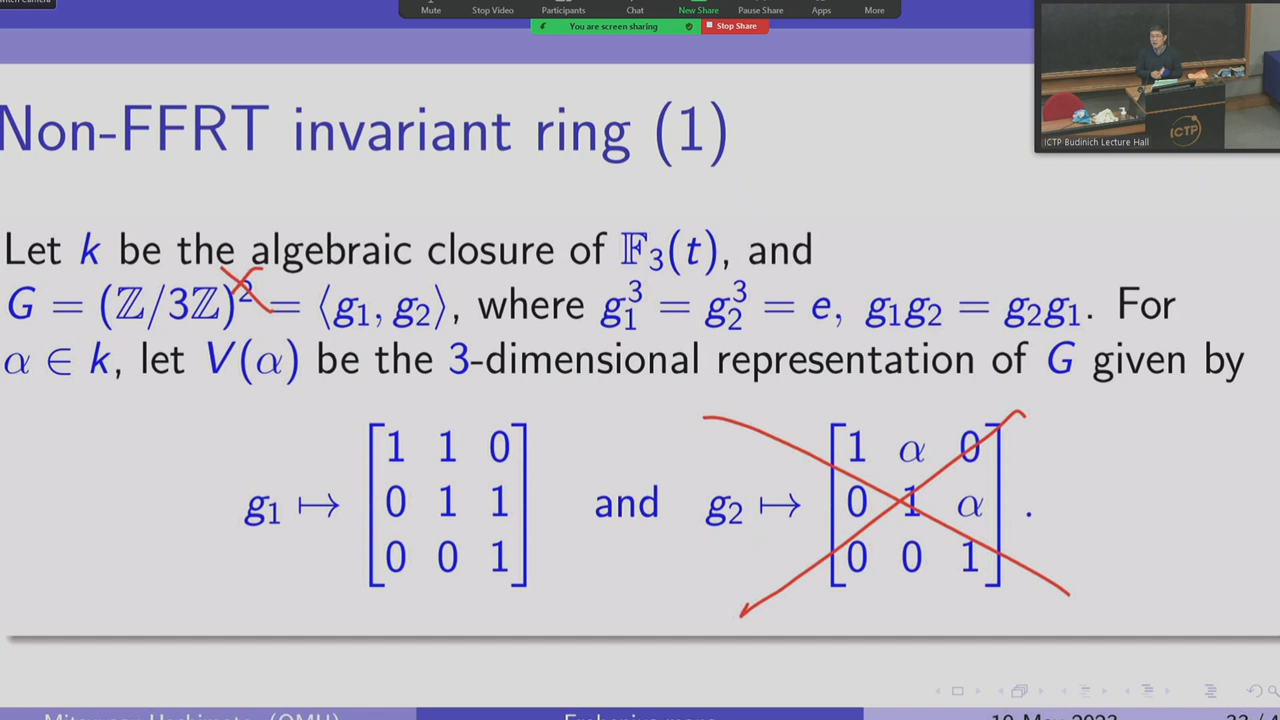 Mute Stop Video Participants Chat New Share Pause Share Apps More
You are screen sharing Stop Share
Non-FFRT invariant ring (1)
ICTP
ICTP Budinich Lecture Hall
Let k be the algebraic closure of 𝔽₃(t), and
G = (ℤ/3ℤ)² = ⟨g₁, g₂⟩, where g₁³ = g₂³ = e, g₁g₂ = g₂g₁. For
α ∈ k, let V(α) be the 3-dimensional representation of G given by
g₁ ↦ [1 1 0; 0 1 1; 0 0 1] and g₂ ↦ [1 α 0; 0 1 α; 0 0 1].